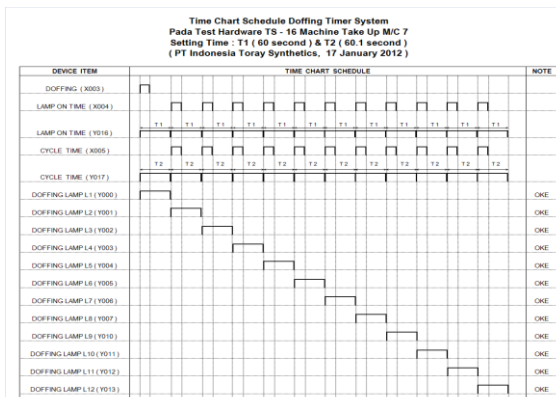 Time Chart Schedule Doffing Timer System
Pada Test Hardware TS - 16 Machine Take Up M/C 7
Setting Time : T1 ( 60 second ) & T2 ( 60.1 second )
( PT Indonesia Toray Synthetics, 17 January 2012 )
DEVICE ITEM TIME CHART SCHEDULE NOTE
DOFFING ( X003 )
LAMP ON TIME ( X004 )
T1 T1 T1 T1 T1 T1 T1 T1 T1 T1 T1 T1
LAMP ON TIME ( Y016 )
CYCLE TIME ( X005 )
T2 T2 T2 T2 T2 T2 T2 T2 T2 T2 T2 T2
CYCLE TIME ( Y017 )
DOFFING LAMP L1 ( Y000 ) OKE
DOFFING LAMP L2 ( Y001 ) OKE
DOFFING LAMP L3 ( Y002 ) OKE
DOFFING LAMP L4 ( Y003 ) OKE
DOFFING LAMP L5 ( Y004 ) OKE
DOFFING LAMP L6 ( Y005 ) OKE
DOFFING LAMP L7 ( Y006 ) OKE
DOFFING LAMP L8 ( Y007 ) OKE
DOFFING LAMP L9 ( Y010 ) OKE
DOFFING LAMP L10 ( Y011 ) OKE
DOFFING LAMP L11 ( Y012 ) OKE
DOFFING LAMP L12 ( Y013 ) OKE